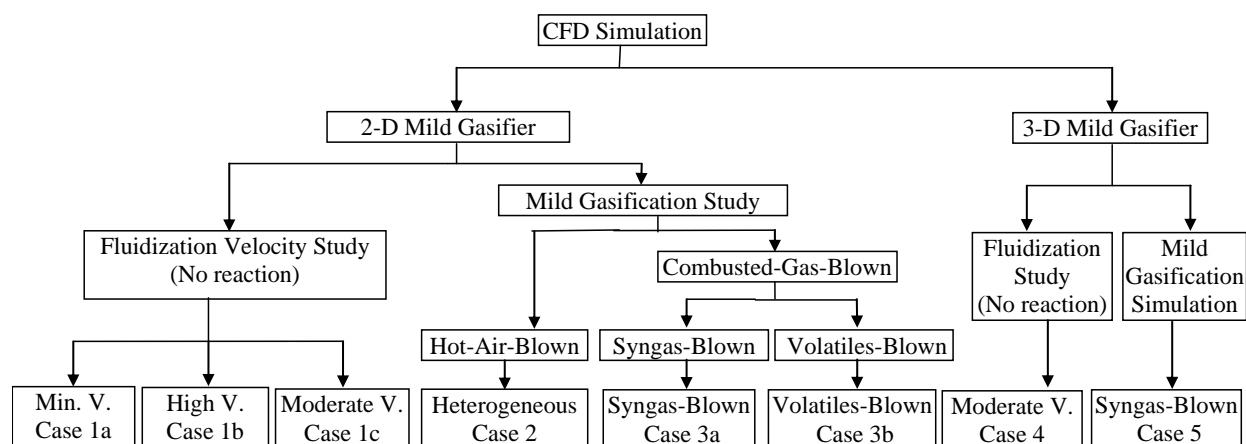 CFD Simulation
2-D Mild Gasifier
3-D Mild Gasifier
Mild Gasification Study
Fluidization Velocity Study
(No reaction)
Combusted-Gas-Blown
Fluidization
Study
(No reaction)
Mild
Gasification
Simulation
Hot-Air-Blown
Syngas-Blown
Volatiles-Blown
Min. V.
Case 1a
High V.
Case 1b
Moderate V.
Case 1c
Heterogeneous
Case 2
Syngas-Blown
Case 3a
Volatiles-Blown
Case 3b
Moderate V.
Case 4
Syngas-Blown
Case 5